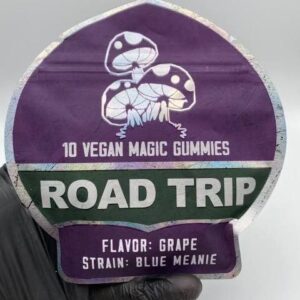 10 VEGAN MAGIC GUMMIES
ROAD TRIP
FLAVOR: GRAPE
STRAIN: BLUE MEANIE